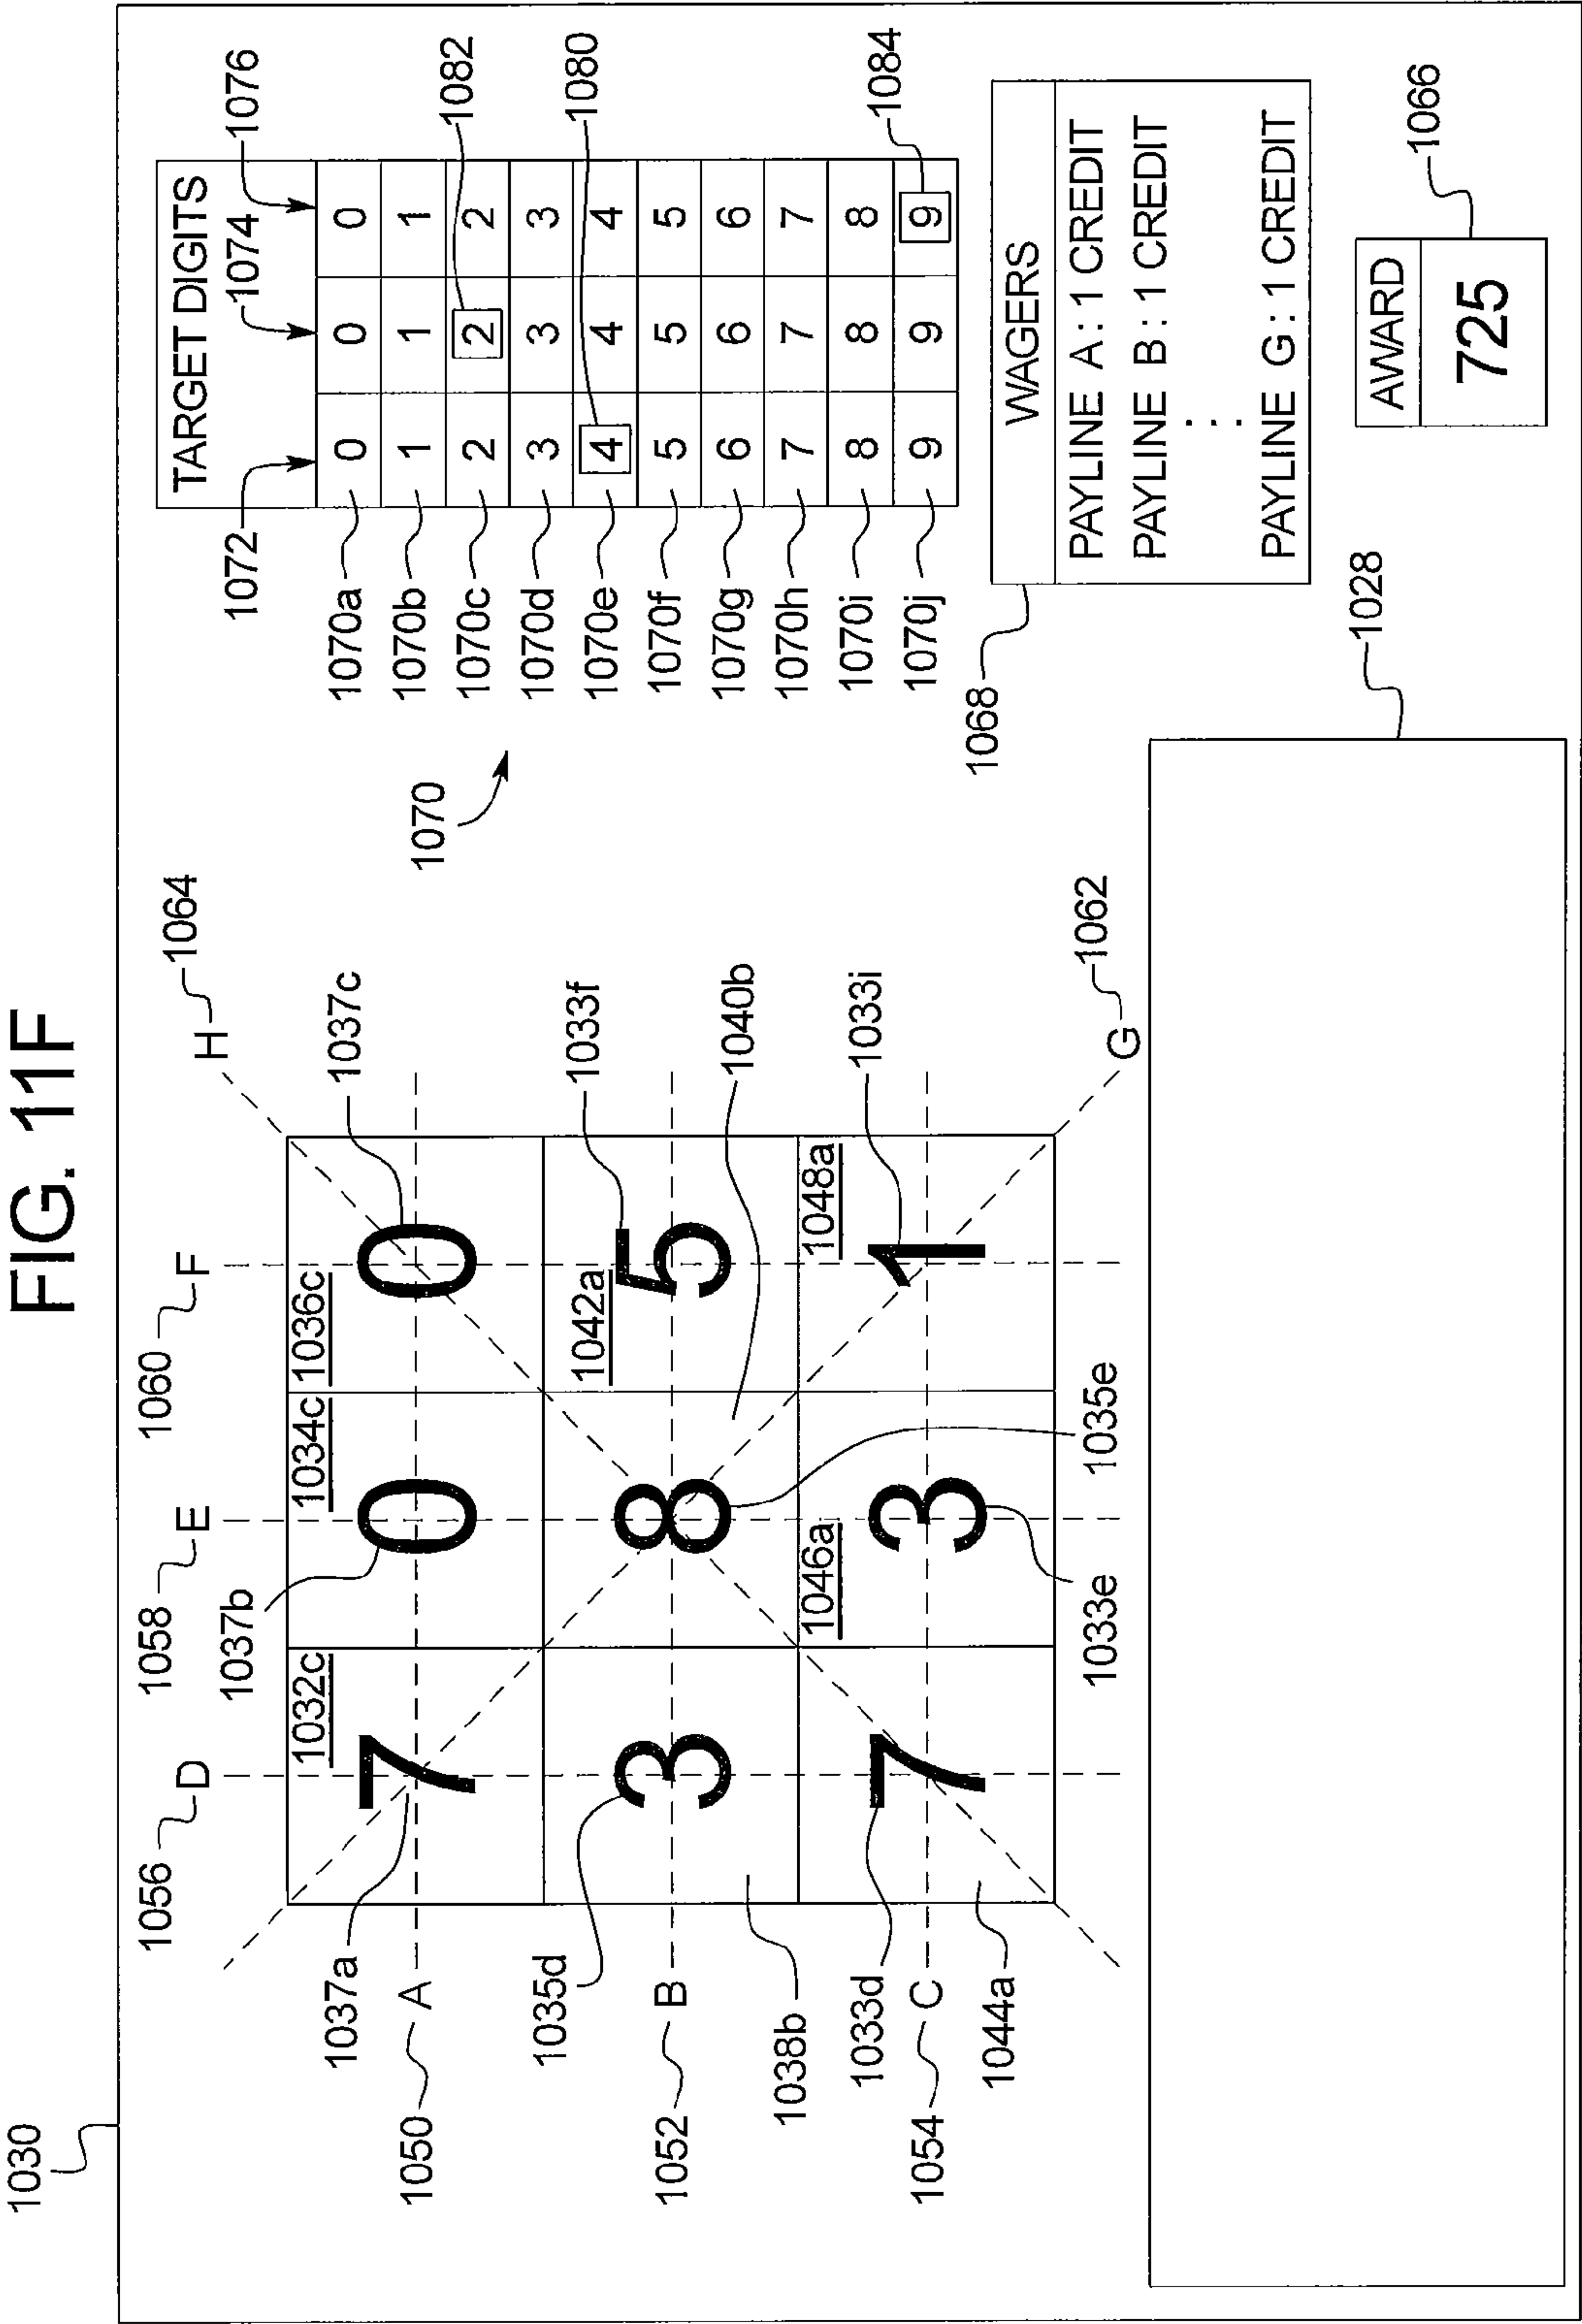 FIG. 11F
1030
1056 D
1058 E
1060 F
H 1064
1037b
1032c
1034c
1036c
1037a
1050 A
7 0 0
1037c
1035d
1042a
1033f
1052 B
3 8 5
1038b
1040b
1033d
1046a
1048a
1054 C
7 3 1
1033i
1044a
1033e
1035e
G 1062
1070
TARGET DIGITS
1072 1074 1076
1070a 0 0 0
1070b 1 1 1
1070c 2 2 2 1082
1070d 3 3 3
1070e 4 4 4 1080
1070f 5 5 5
1070g 6 6 6
1070h 7 7 7
1070i 8 8 8
1070j 9 9 9 1084
1068
WAGERS
PAYLINE A : 1 CREDIT
PAYLINE B : 1 CREDIT
⋮
PAYLINE G : 1 CREDIT
1028
AWARD
725
1066